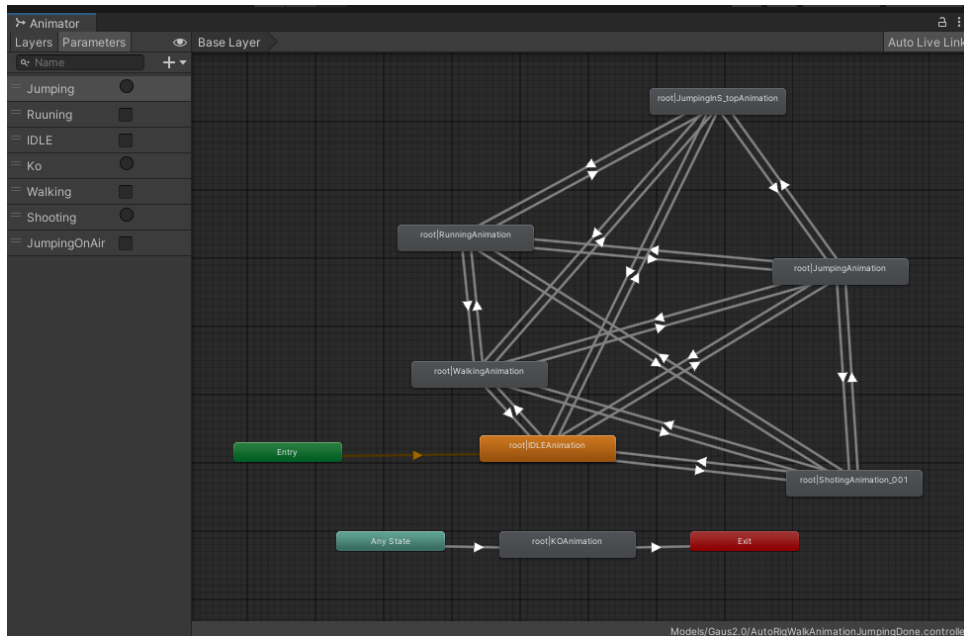 Animator
Layers Parameters Base Layer Auto Live Link
Name
Jumping
Ruuning
IDLE
Ko
Walking
Shooting
JumpingOnAir
root|JumpingInS_topAnimation
root|RunningAnimation
root|JumpingAnimation
root|WalkingAnimation
root|IDLEAnimation
Entry
root|ShotingAnimation_001
Any State
root|KOAnimation
Exit
Models/Gaus2.0/AutoRigWalkAnimationJumpingDone.controlle